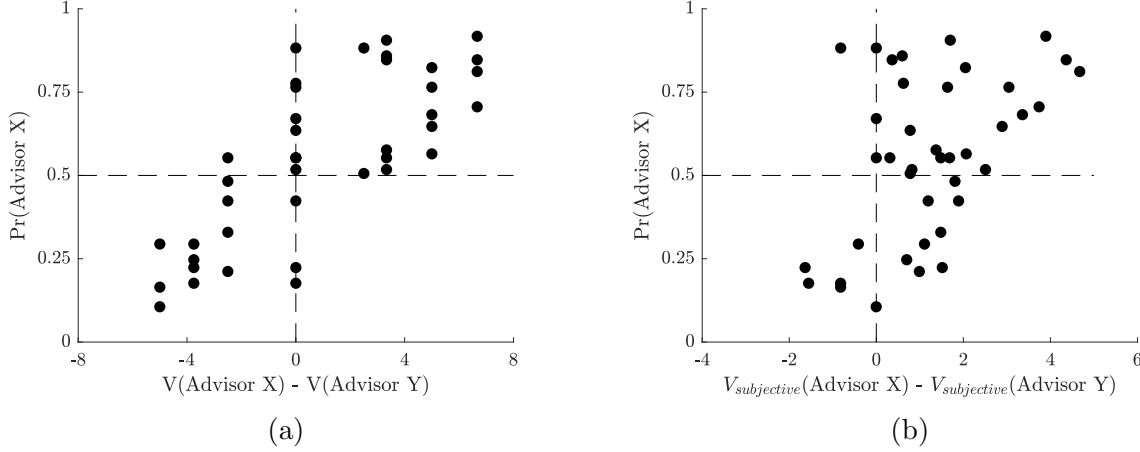 1
0.75
0.5
0.25
0
Pr(Advisor X)
-8 -4 0 4 8
V(Advisor X) - V(Advisor Y)
(a)
1
0.75
0.5
0.25
0
Pr(Advisor X)
-4 -2 0 2 4 6
V_subjective(Advisor X) - V_subjective(Advisor Y)
(b)